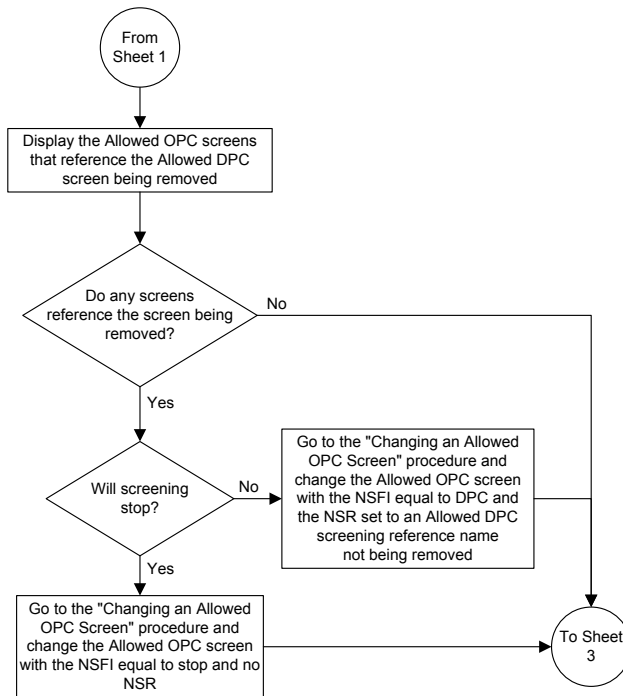 From
Sheet 1
Display the Allowed OPC screens
that reference the Allowed DPC
screen being removed
Do any screens
reference the screen being
removed?
No
Yes
Will screening
stop?
No
Go to the "Changing an Allowed
OPC Screen" procedure and
change the Allowed OPC screen
with the NSFI equal to DPC and
the NSR set to an Allowed DPC
screening reference name
not being removed
Yes
Go to the "Changing an Allowed
OPC Screen" procedure and
change the Allowed OPC screen
with the NSFI equal to stop and no
NSR
To Sheet
3